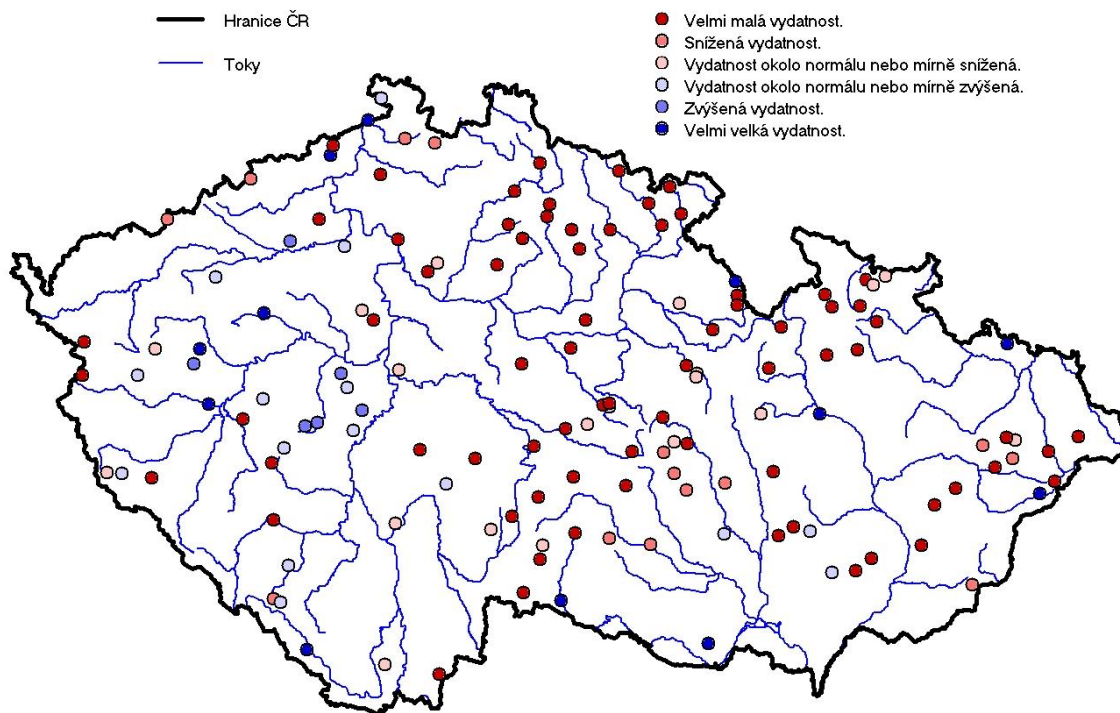 Hranice ČR
Toky
Velmi malá vydatnost.
Snížená vydatnost.
Vydatnost okolo normálu nebo mírně snížená.
Vydatnost okolo normálu nebo mírně zvýšená.
Zvýšená vydatnost.
Velmi velká vydatnost.